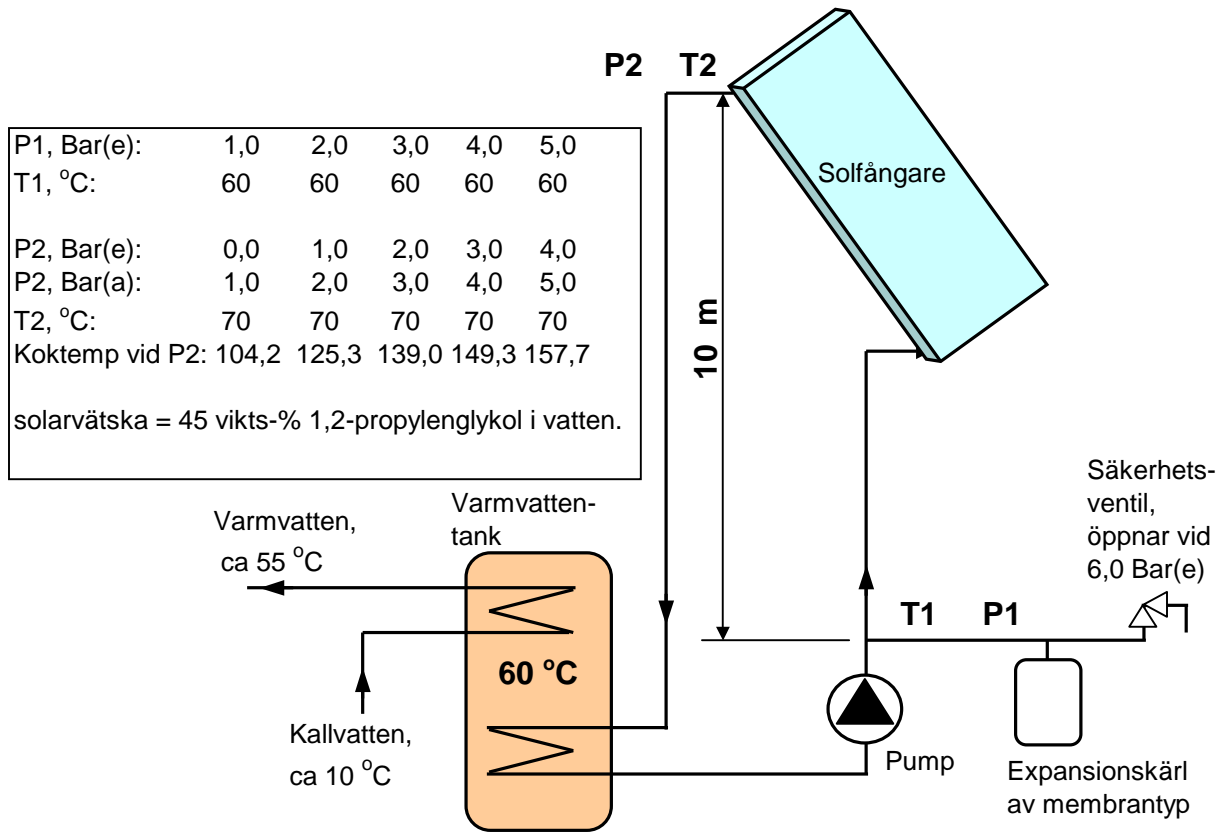 P2 T2
P1, Bar(e): 1,0 2,0 3,0 4,0 5,0
T1, °C: 60 60 60 60 60
P2, Bar(e): 0,0 1,0 2,0 3,0 4,0
P2, Bar(a): 1,0 2,0 3,0 4,0 5,0
T2, °C: 70 70 70 70 70
Koktemp vid P2: 104,2 125,3 139,0 149,3 157,7
solarvätska = 45 vikts-% 1,2-propylenglykol i vatten.
Solfångare
10 m
Säkerhets-
ventil,
öppnar vid
6,0 Bar(e)
Varmvatten,
ca 55 °C
Varmvatten-
tank
T1 P1
60 °C
Kallvatten,
ca 10 °C
Pump
Expansionskärl
av membrantyp